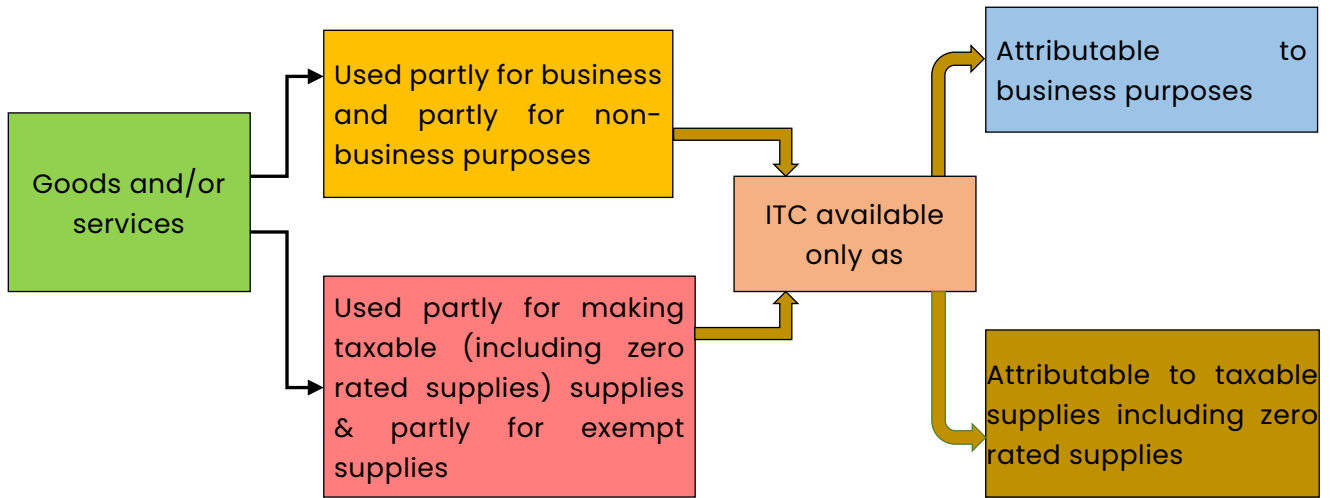 Goods and/or
services
Used partly for business
and partly for non-
business purposes
Used partly for making
taxable (including zero
rated supplies) supplies
& partly for exempt
supplies
ITC available
only as
Attributable to
business purposes
Attributable to taxable
supplies including zero
rated supplies